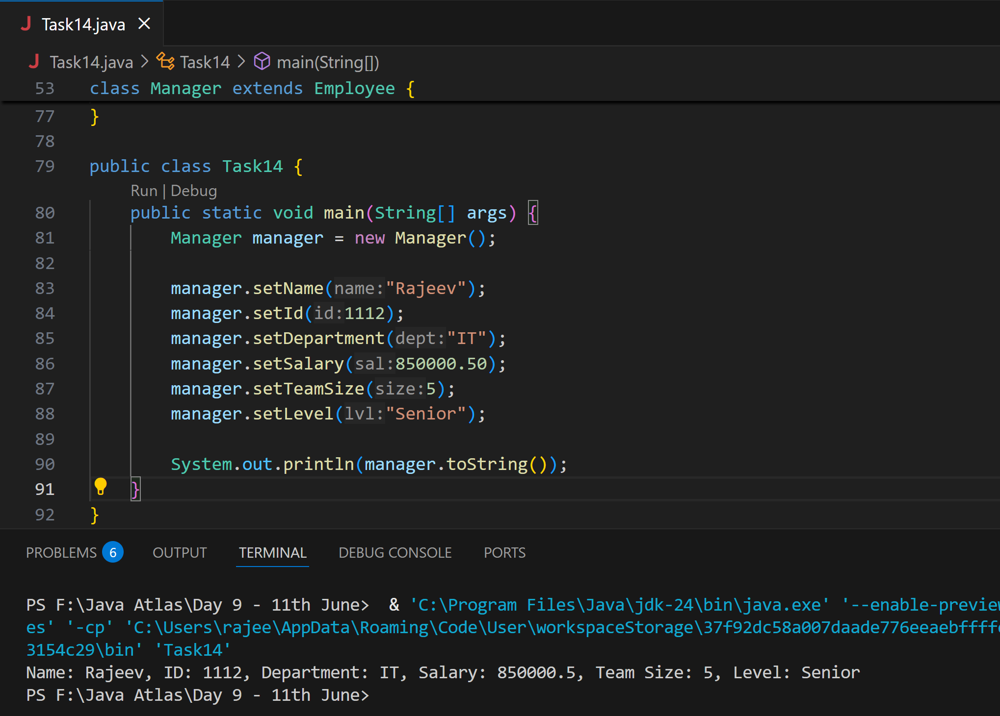 Task14.java
Task14.java > Task14 > main(String[])
53 class Manager extends Employee {
77 }
78
79 public class Task14 {
Run | Debug
80 public static void main(String[] args) {
81 Manager manager = new Manager();
82
83 manager.setName(name:"Rajeev");
84 manager.setId(id:1112);
85 manager.setDepartment(dept:"IT");
86 manager.setSalary(sal:850000.50);
87 manager.setTeamSize(size:5);
88 manager.setLevel(lvl:"Senior");
89
90 System.out.println(manager.toString());
91 }
92 }
PROBLEMS 6 OUTPUT TERMINAL DEBUG CONSOLE PORTS
PS F:\Java Atlas\Day 9 - 11th June>  & 'C:\Program Files\Java\jdk-24\bin\java.exe' '--enable-preview
es' '-cp' 'C:\Users\rajee\AppData\Roaming\Code\User\workspaceStorage\37f92dc58a007daade776eeaebffff
3154c29\bin' 'Task14'
Name: Rajeev, ID: 1112, Department: IT, Salary: 850000.5, Team Size: 5, Level: Senior
PS F:\Java Atlas\Day 9 - 11th June>